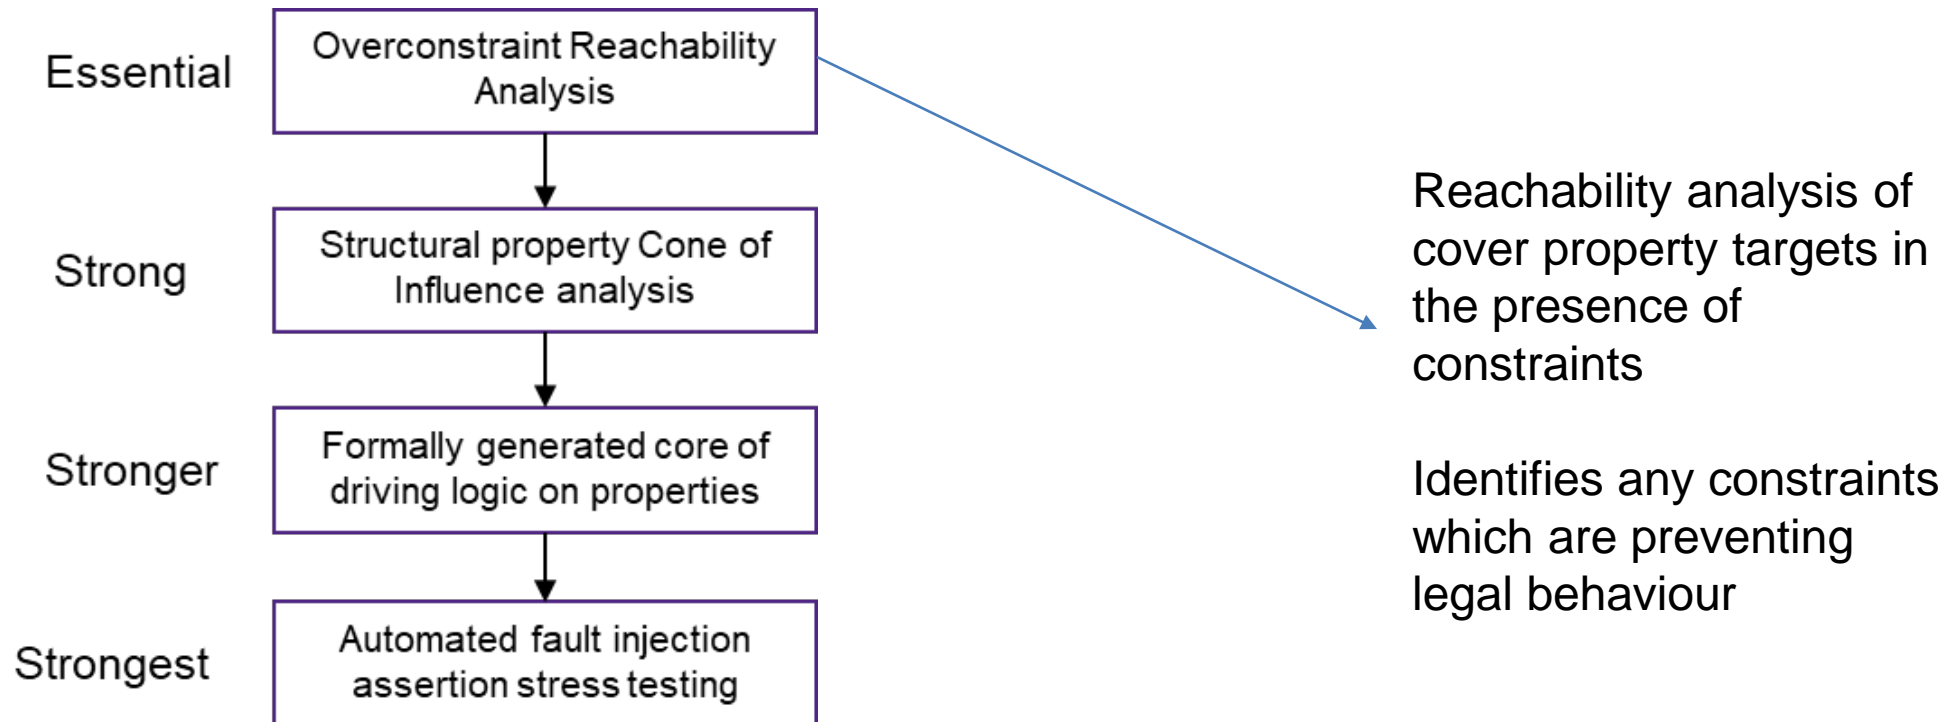 Essential
Overconstraint Reachability
Analysis
Strong
Structural property Cone of
Influence analysis
Stronger
Formally generated core of
driving logic on properties
Strongest
Automated fault injection
assertion stress testing
Reachability analysis of
cover property targets in
the presence of
constraints
Identifies any constraints
which are preventing
legal behaviour